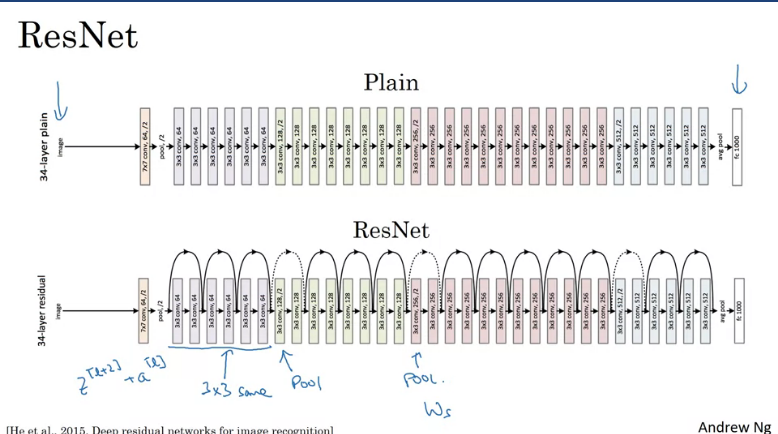 ResNet
Plain
34-layer plain
image
7x7 conv, 64, /2
pool, /2
3x3 conv, 64
3x3 conv, 64
3x3 conv, 64
3x3 conv, 64
3x3 conv, 64
3x3 conv, 64
3x3 conv, 128, /2
3x3 conv, 128
3x3 conv, 128
3x3 conv, 128
3x3 conv, 128
3x3 conv, 128
3x3 conv, 128
3x3 conv, 128
3x3 conv, 256, /2
3x3 conv, 256
3x3 conv, 256
3x3 conv, 256
3x3 conv, 256
3x3 conv, 256
3x3 conv, 256
3x3 conv, 256
3x3 conv, 256
3x3 conv, 256
3x3 conv, 256
3x3 conv, 256
3x3 conv, 512, /2
3x3 conv, 512
3x3 conv, 512
3x3 conv, 512
3x3 conv, 512
3x3 conv, 512
avg pool
fc 1000
ResNet
34-layer residual
image
7x7 conv, 64, /2
pool, /2
3x3 conv, 64
3x3 conv, 64
3x3 conv, 64
3x3 conv, 64
3x3 conv, 64
3x3 conv, 64
3x3 conv, 128, /2
3x3 conv, 128
3x3 conv, 128
3x3 conv, 128
3x3 conv, 128
3x3 conv, 128
3x3 conv, 128
3x3 conv, 128
3x3 conv, 256, /2
3x3 conv, 256
3x3 conv, 256
3x3 conv, 256
3x3 conv, 256
3x3 conv, 256
3x3 conv, 256
3x3 conv, 256
3x3 conv, 256
3x3 conv, 256
3x3 conv, 256
3x3 conv, 256
3x3 conv, 512, /2
3x3 conv, 512
3x3 conv, 512
3x3 conv, 512
3x3 conv, 512
3x3 conv, 512
avg pool
fc 1000
z[l+2] + a[l]
3x3 same
Pool
Pool.
Ws
[He et al., 2015. Deep residual networks for image recognition]
Andrew Ng